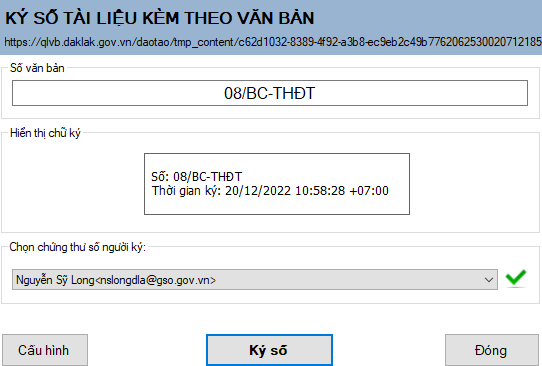 KÝ SỐ TÀI LIỆU KÈM THEO VĂN BẢN
https://qlvb.daklak.gov.vn/daotao/tmp_content/c62d1032-8389-4f92-a3b8-ec9eb2c49b7762062530020712185
Số văn bản
08/BC-THĐT
Hiển thị chữ ký
Số: 08/BC-THĐT
Thời gian ký: 20/12/2022 10:58:28 +07:00
Chọn chứng thư số người ký:
Nguyễn Sỹ Long<nslongdla@gso.gov.vn>
Cấu hình
Ký số
Đóng